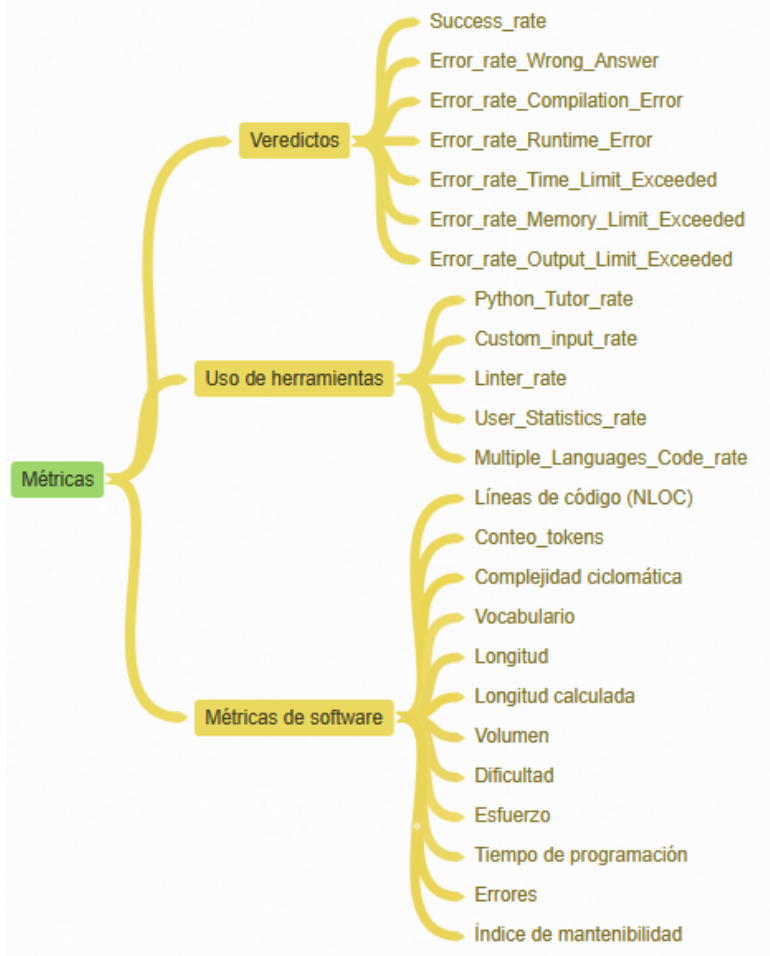 Métricas
Veredictos
Success_rate
Error_rate_Wrong_Answer
Error_rate_Compilation_Error
Error_rate_Runtime_Error
Error_rate_Time_Limit_Exceeded
Error_rate_Memory_Limit_Exceeded
Error_rate_Output_Limit_Exceeded
Uso de herramientas
Python_Tutor_rate
Custom_input_rate
Linter_rate
User_Statistics_rate
Multiple_Languages_Code_rate
Métricas de software
Líneas de código (NLOC)
Conteo_tokens
Complejidad ciclomática
Vocabulario
Longitud
Longitud calculada
Volumen
Dificultad
Esfuerzo
Tiempo de programación
Errores
Índice de mantenibilidad